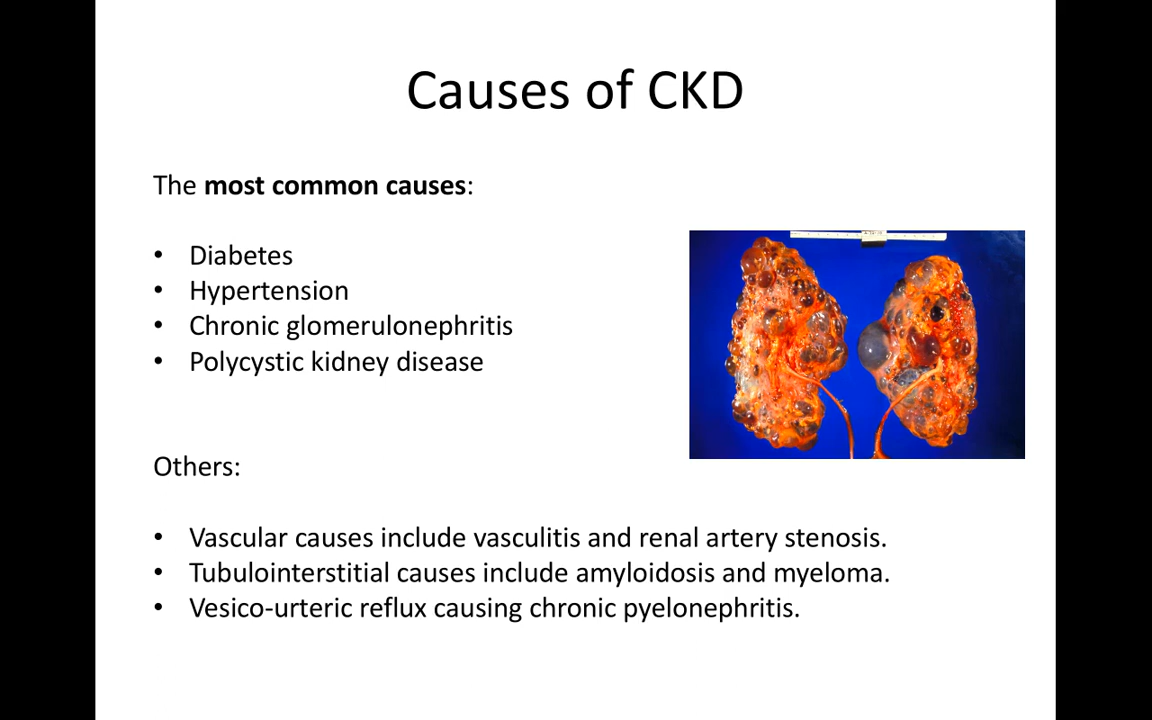 Causes of CKD
The most common causes:
• Diabetes
• Hypertension
• Chronic glomerulonephritis
• Polycystic kidney disease
Others:
• Vascular causes include vasculitis and renal artery stenosis.
• Tubulointerstitial causes include amyloidosis and myeloma.
• Vesico-urteric reflux causing chronic pyelonephritis.